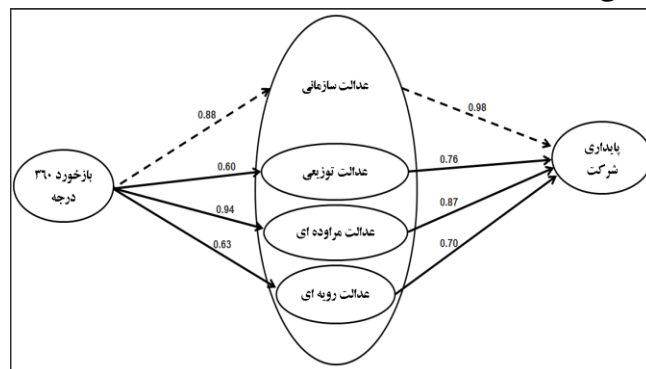 عدالت سازمانی
0.88
0.98
پایداری
شرکت
بازخورد ۳۶۰
درجه
0.60
عدالت توزیعی
0.76
0.94
عدالت مراوده ای
0.87
0.63
عدالت رویه ای
0.70